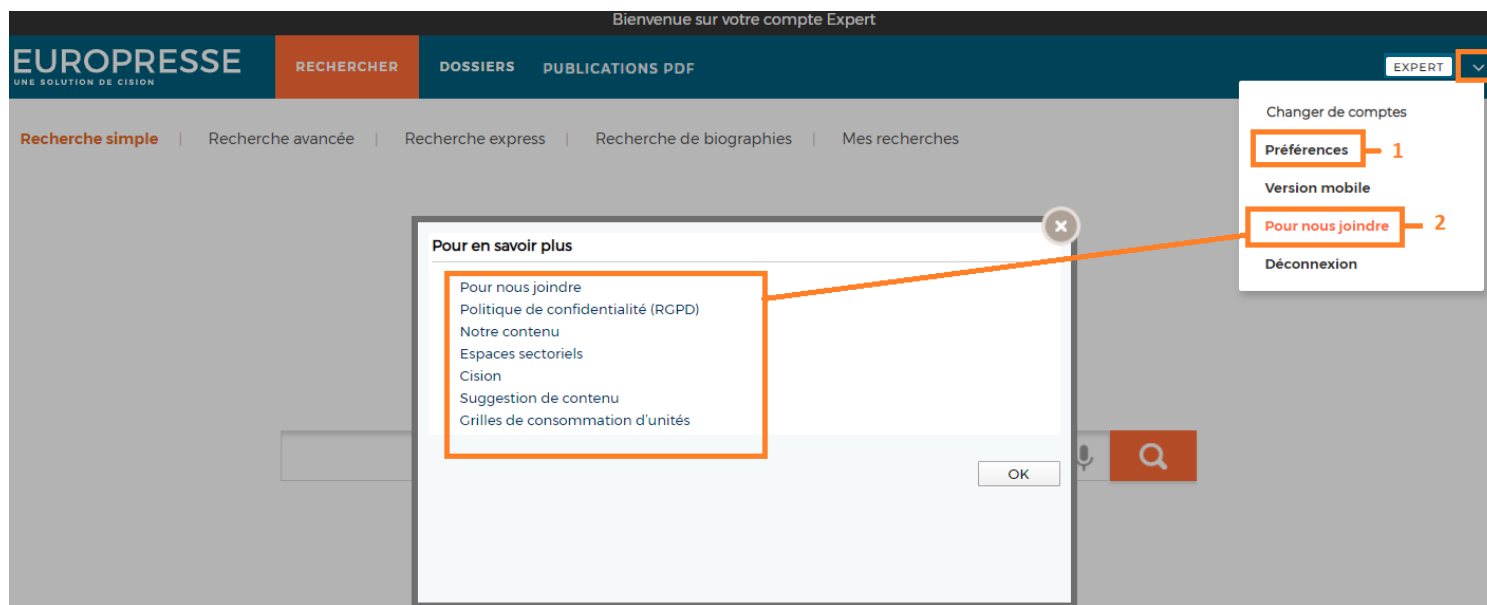 Bienvenue sur votre compte Expert
EUROPRESSE
UNE SOLUTION DE CISION
RECHERCHER
DOSSIERS
PUBLICATIONS PDF
EXPERT
Recherche simple | Recherche avancée | Recherche express | Recherche de biographies | Mes recherches
Changer de comptes
Préférences
1
Version mobile
Pour nous joindre
2
Déconnexion
Pour en savoir plus
Pour nous joindre
Politique de confidentialité (RGPD)
Notre contenu
Espaces sectoriels
Cision
Suggestion de contenu
Grilles de consommation d'unités
OK